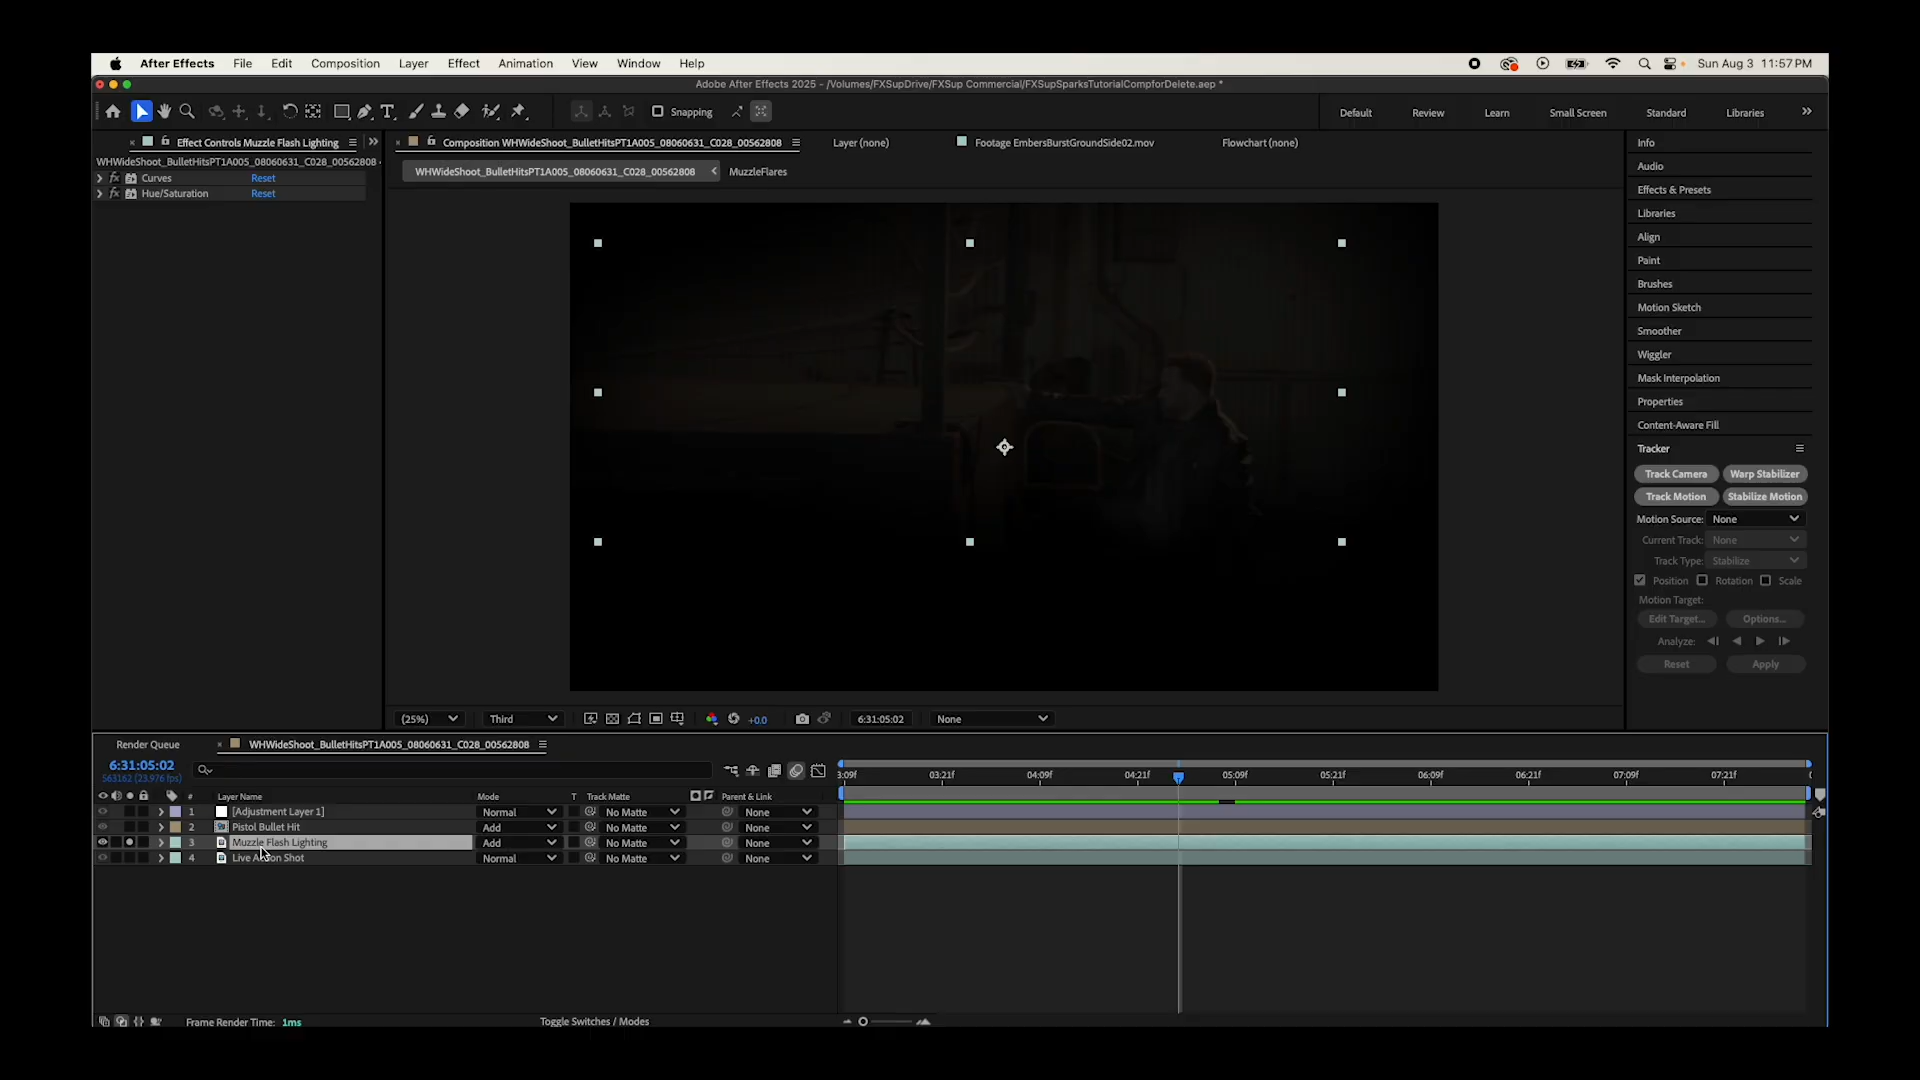 After Effects File Edit Composition Layer Effect Animation View Window Help Sun Aug 3 11:57 PM
Adobe After Effects 2025 - /Volumes/FXSupDrive/FXSup Commercial/FXSupSparksTutorialCompforDelete.aep *
T Snapping Default Review Learn Small Screen Standard Libraries
Effect Controls Muzzle Flash Lighting Composition WHWideShoot_BulletHitsPT1A005_08060631_C028_00562808 Layer (none) Footage EmbersBurstGroundSide02.mov Flowchart (none)
WHWideShoot_BulletHitsPT1A005_08060631_C028_00562808 WHWideShoot_BulletHitsPT1A005_08060631_C028_00562808 MuzzleFlares
fx Curves Reset
fx Hue/Saturation Reset
Info
Audio
Effects & Presets
Libraries
Align
Paint
Brushes
Motion Sketch
Smoother
Wiggler
Mask Interpolation
Properties
Content-Aware Fill
Tracker
Track Camera Warp Stabilizer
Track Motion Stabilize Motion
Motion Source: None
Current Track: None
Track Type: Stabilize
Position Rotation Scale
Motion Target:
Edit Target... Options...
Analyze:
Reset Apply
(25%) Third +0.0 6:31:05:02 None
Render Queue WHWideShoot_BulletHitsPT1A005_08060631_C028_00562808
6:31:05:02
563162 (23.976 fps)
3:09f 03:21f 04:09f 04:21f 05:09f 05:21f 06:09f 06:21f 07:09f 07:21f
# Layer Name Mode T Track Matte Parent & Link
1 [Adjustment Layer 1] Normal No Matte None
2 Pistol Bullet Hit Add No Matte None
3 Muzzle Flash Lighting Add No Matte None
4 Live Action Shot Normal No Matte None
Frame Render Time: 1ms Toggle Switches / Modes